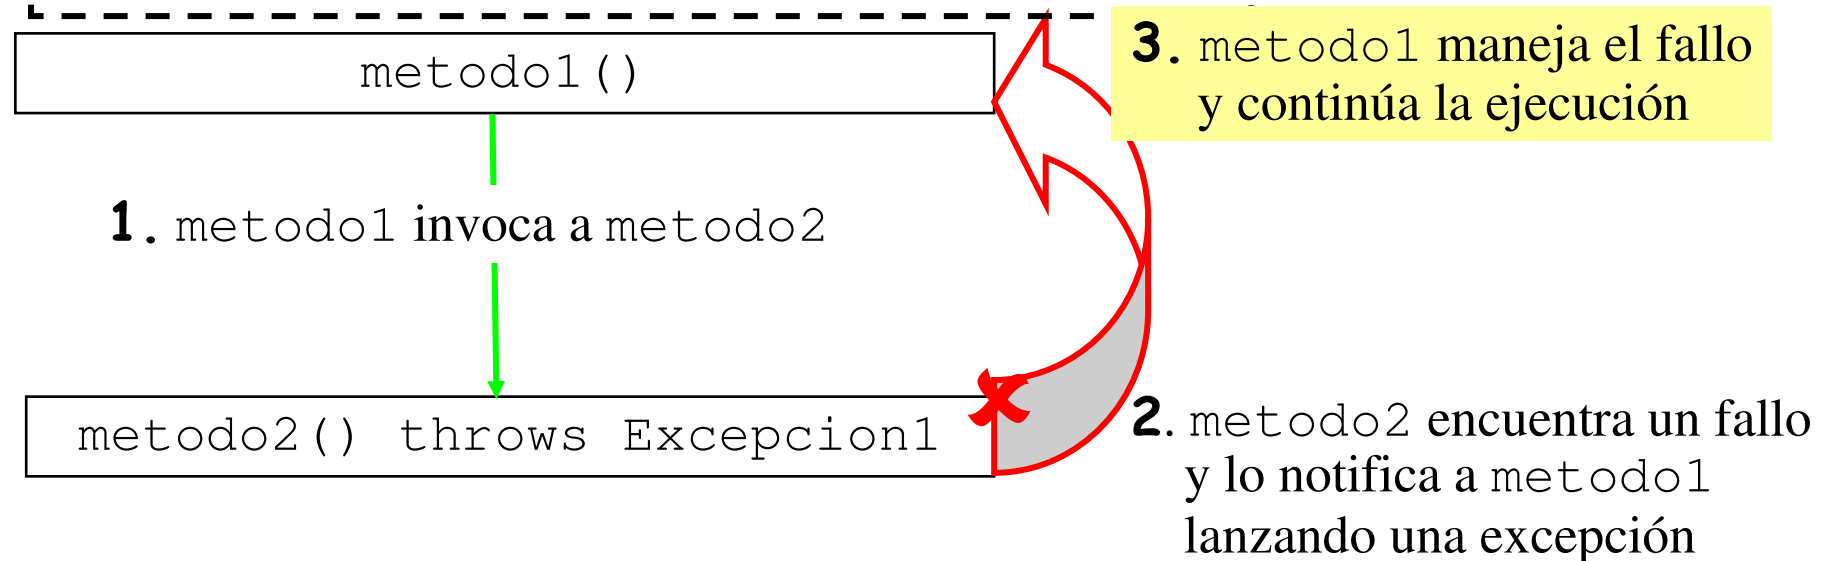 metodo1()
3. metodo1 maneja el fallo
y continúa la ejecución
1. metodo1 invoca a metodo2
metodo2() throws Excepcion1
2. metodo2 encuentra un fallo
y lo notifica a metodo1
lanzando una excepción